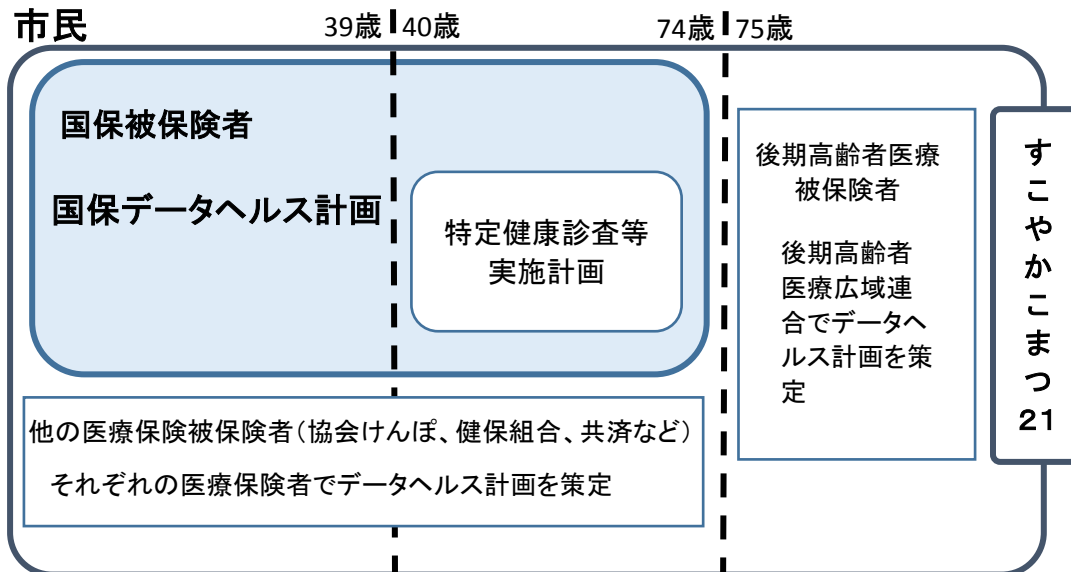 市民
39歳 40歳
74歳 75歳
国保被保険者
国保データヘルス計画
特定健康診査等
実施計画
他の医療保険被保険者（協会けんぽ、健保組合、共済など）
それぞれの医療保険者でデータヘルス計画を策定
後期高齢者医療
被保険者
後期高齢者
医療広域連
合でデータヘ
ルス計画を策
定
すこやかこまつ21